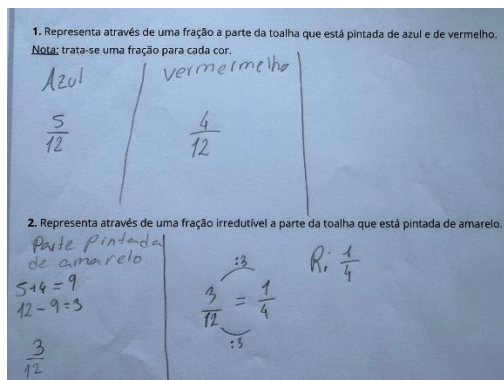 1. Representa através de uma fração a parte da toalha que está pintada de azul e de vermelho.
Nota: trata-se uma fração para cada cor.
Azul
vermermelho
5/12
4/12
2. Representa através de uma fração irredutível a parte da toalha que está pintada de amarelo.
Parte Pintada
de amarelo
5+4=9
12-9=3
3/12
:3
3/12 = 1/4
:3
R: 1/4